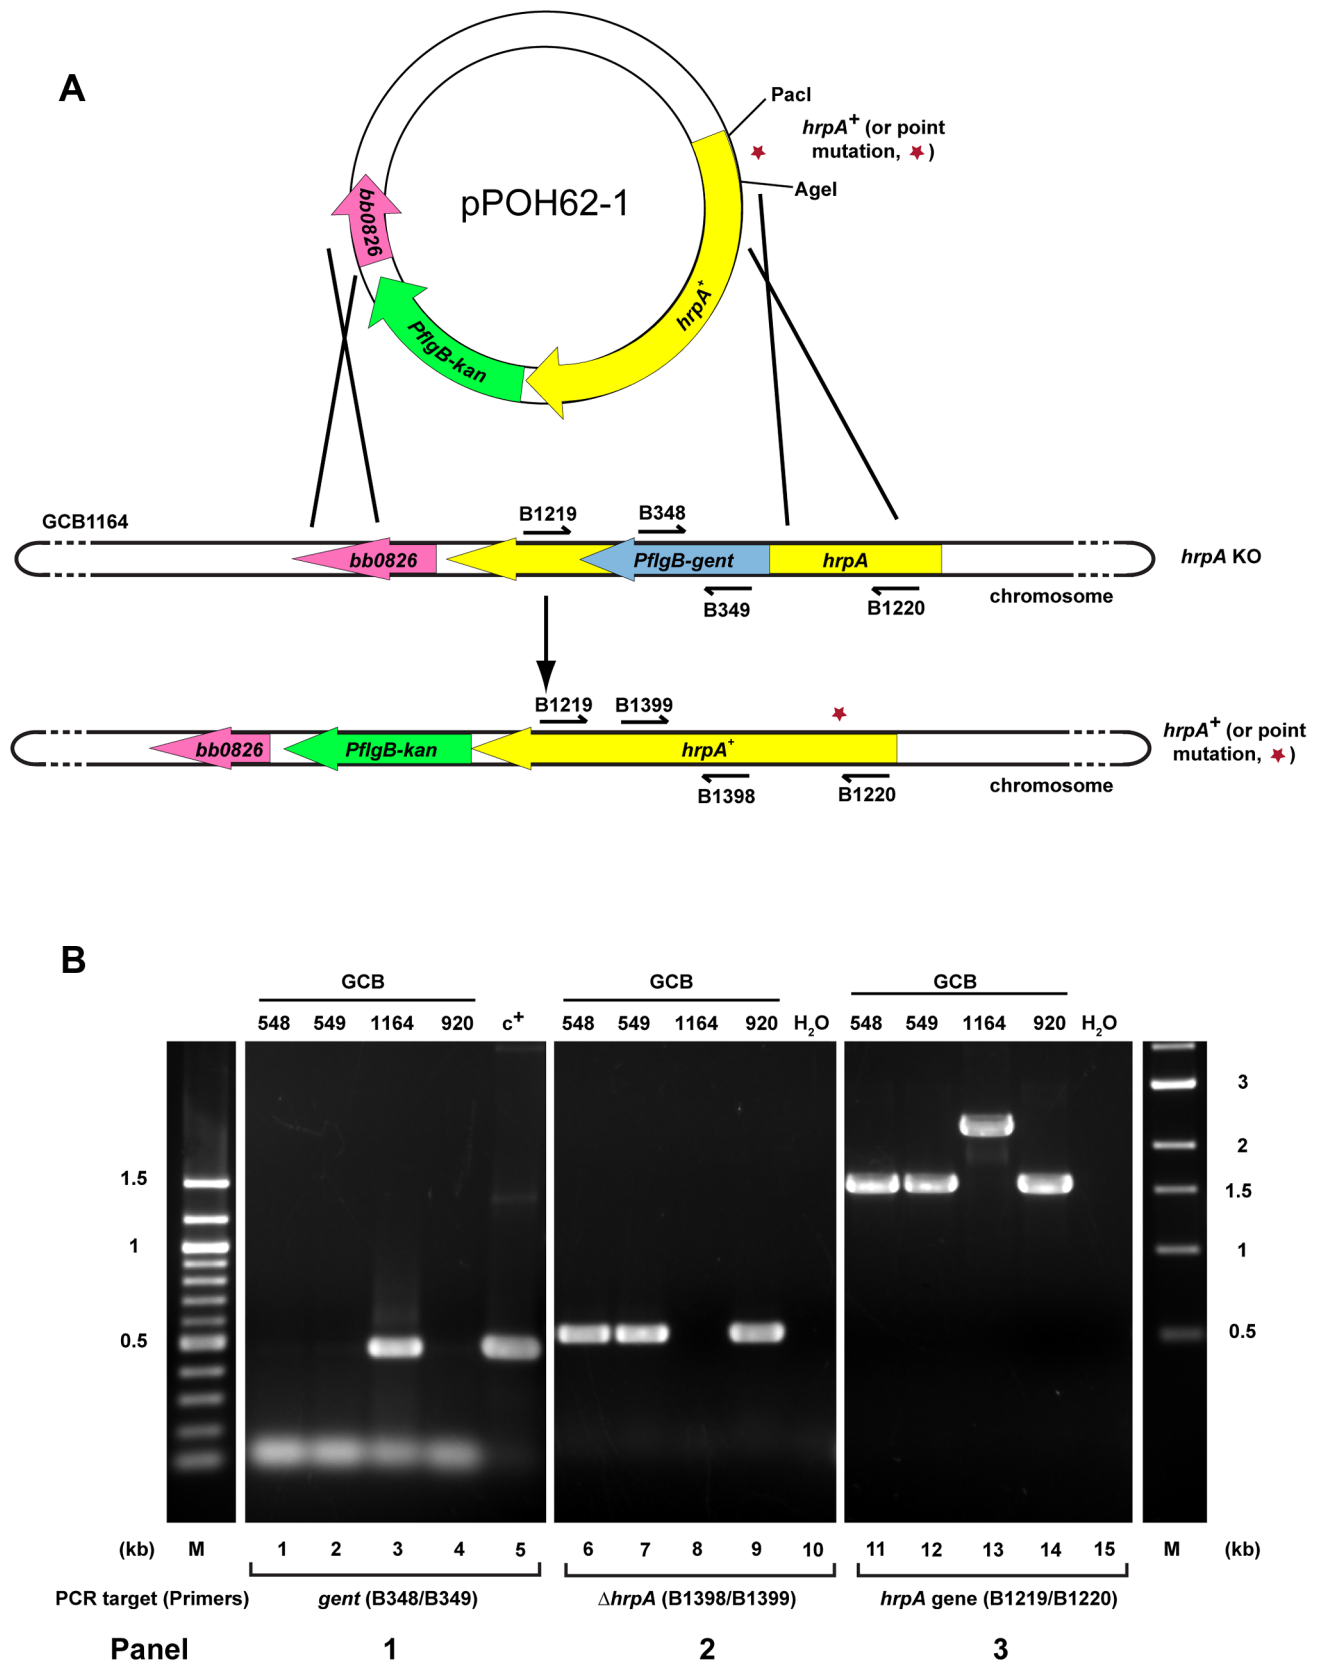 A
PacI
hrpA+ (or point
mutation, ★)
AgeI
pPOH62-1
bb0826
hrpA+
PflgB-kan
GCB1164
B1219
B348
bb0826
PflgB-gent
hrpA
hrpA KO
B349
B1220
chromosome
B1219
B1399
bb0826
PflgB-kan
hrpA+
hrpA+ (or point
mutation, ★)
B1398
B1220
chromosome
B
GCB
GCB
GCB
548 549 1164 920 c+
548 549 1164 920 H2O
548 549 1164 920 H2O
1.5
1
0.5
3
2
1.5
1
0.5
(kb) M 1 2 3 4 5 6 7 8 9 10 11 12 13 14 15 M (kb)
PCR target (Primers) gent (B348/B349) ΔhrpA (B1398/B1399) hrpA gene (B1219/B1220)
Panel 1 2 3